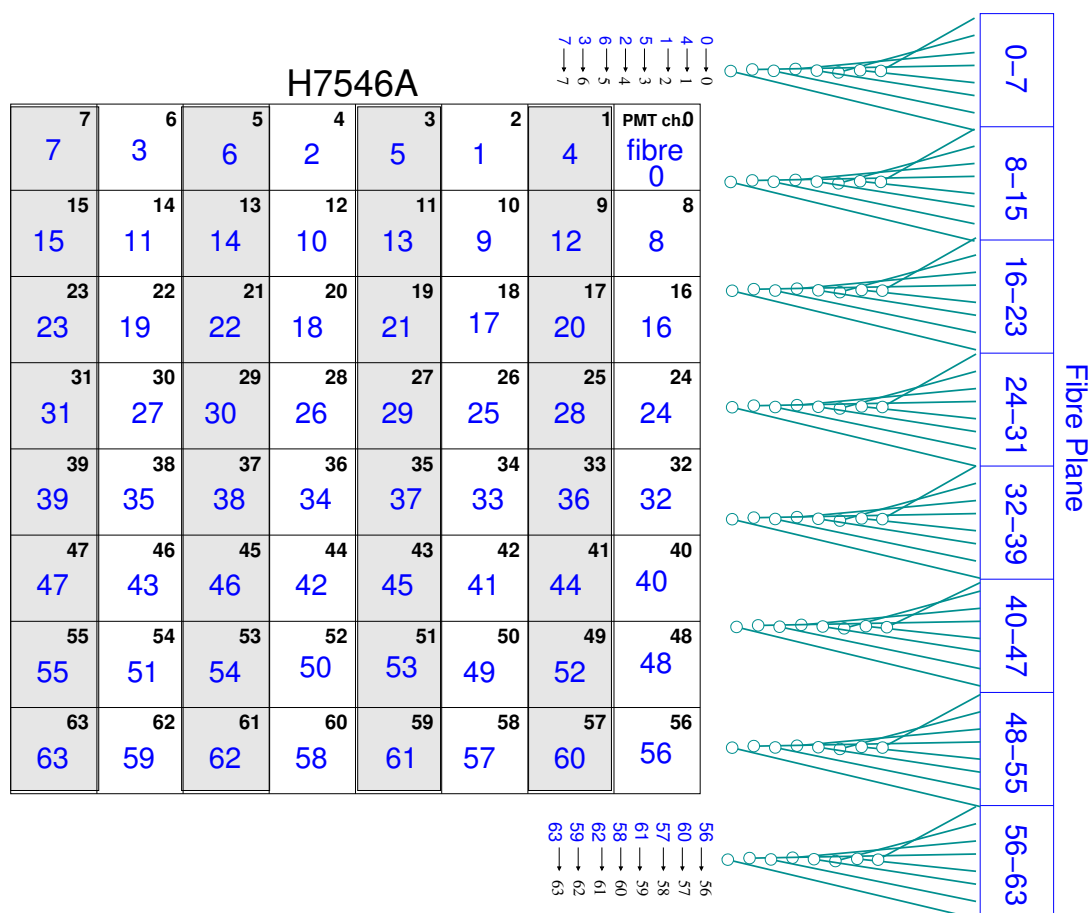 0 4 1 5 2 6 3 7
0 1 2 3 4 5 6 7
H7546A
7 6 5 4 3 2 1 PMT ch.0
7 3 6 2 5 1 4 fibre 0
15 14 13 12 11 10 9 8
15 11 14 10 13 9 12 8
23 22 21 20 19 18 17 16
23 19 22 18 21 17 20 16
31 30 29 28 27 26 25 24
31 27 30 26 29 25 28 24
39 38 37 36 35 34 33 32
39 35 38 34 37 33 36 32
47 46 45 44 43 42 41 40
47 43 46 42 45 41 44 40
55 54 53 52 51 50 49 48
55 51 54 50 53 49 52 48
63 62 61 60 59 58 57 56
63 59 62 58 61 57 60 56
56 60 57 61 58 62 59 63
56 57 58 59 60 61 62 63
0–7
8–15
16–23
24–31
32–39
40–47
48–55
56–63
Fibre Plane